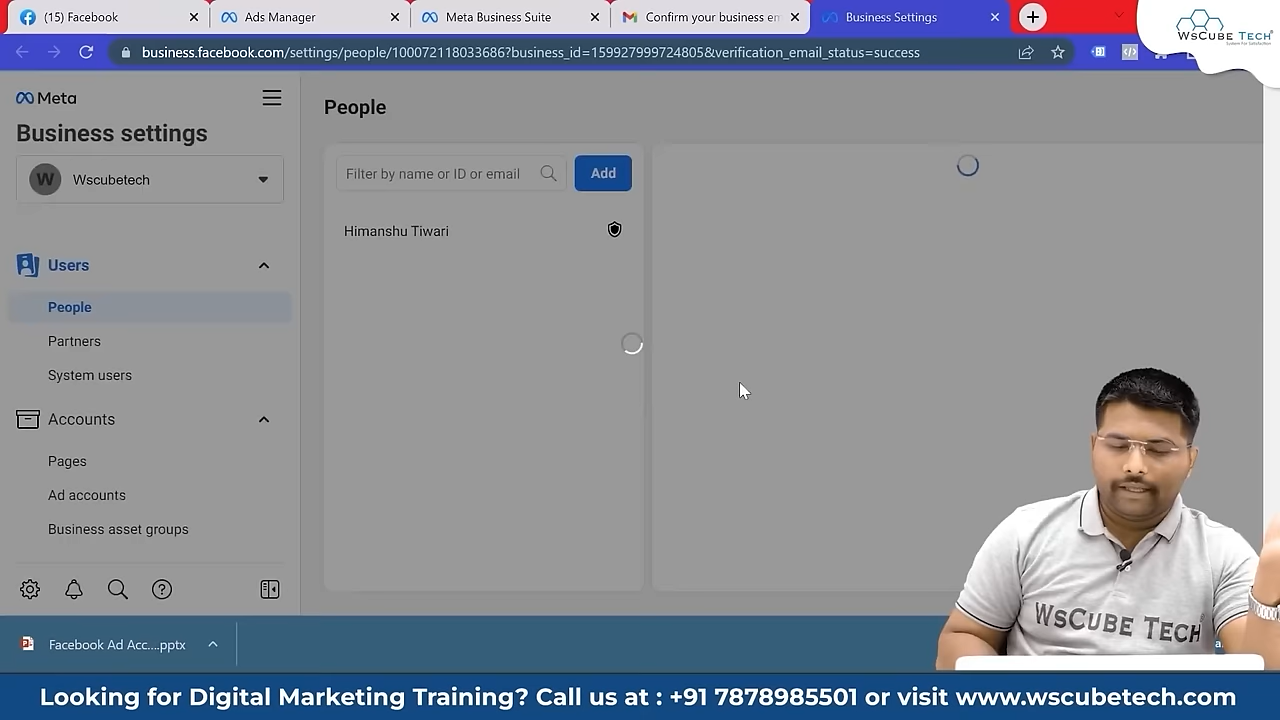 (15) Facebook
Ads Manager
Meta Business Suite
Confirm your business em
Business Settings
WsCube Tech®
business.facebook.com/settings/people/100072118033686?business_id=159927999724805&verification_email_status=success
Meta
Business settings
W
Wscubetech
Users
People
Partners
System users
Accounts
Pages
Ad accounts
Business asset groups
People
Filter by name or ID or email
Add
Himanshu Tiwari
WsCube Tech
Facebook Ad Acc....pptx
Looking for Digital Marketing Training? Call us at : +91 7878985501 or visit www.wscubetech.com